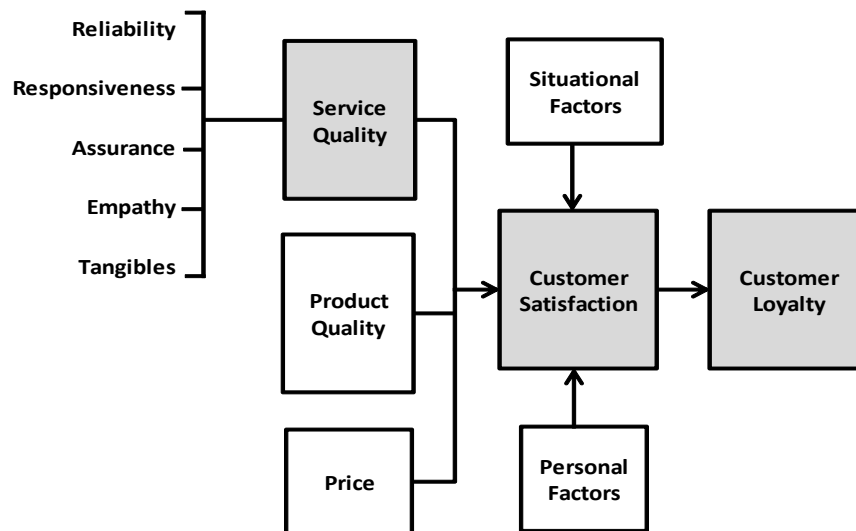 Reliability
Responsiveness
Assurance
Empathy
Tangibles
Service
Quality
Product
Quality
Price
Situational
Factors
Customer
Satisfaction
Personal
Factors
Customer
Loyalty